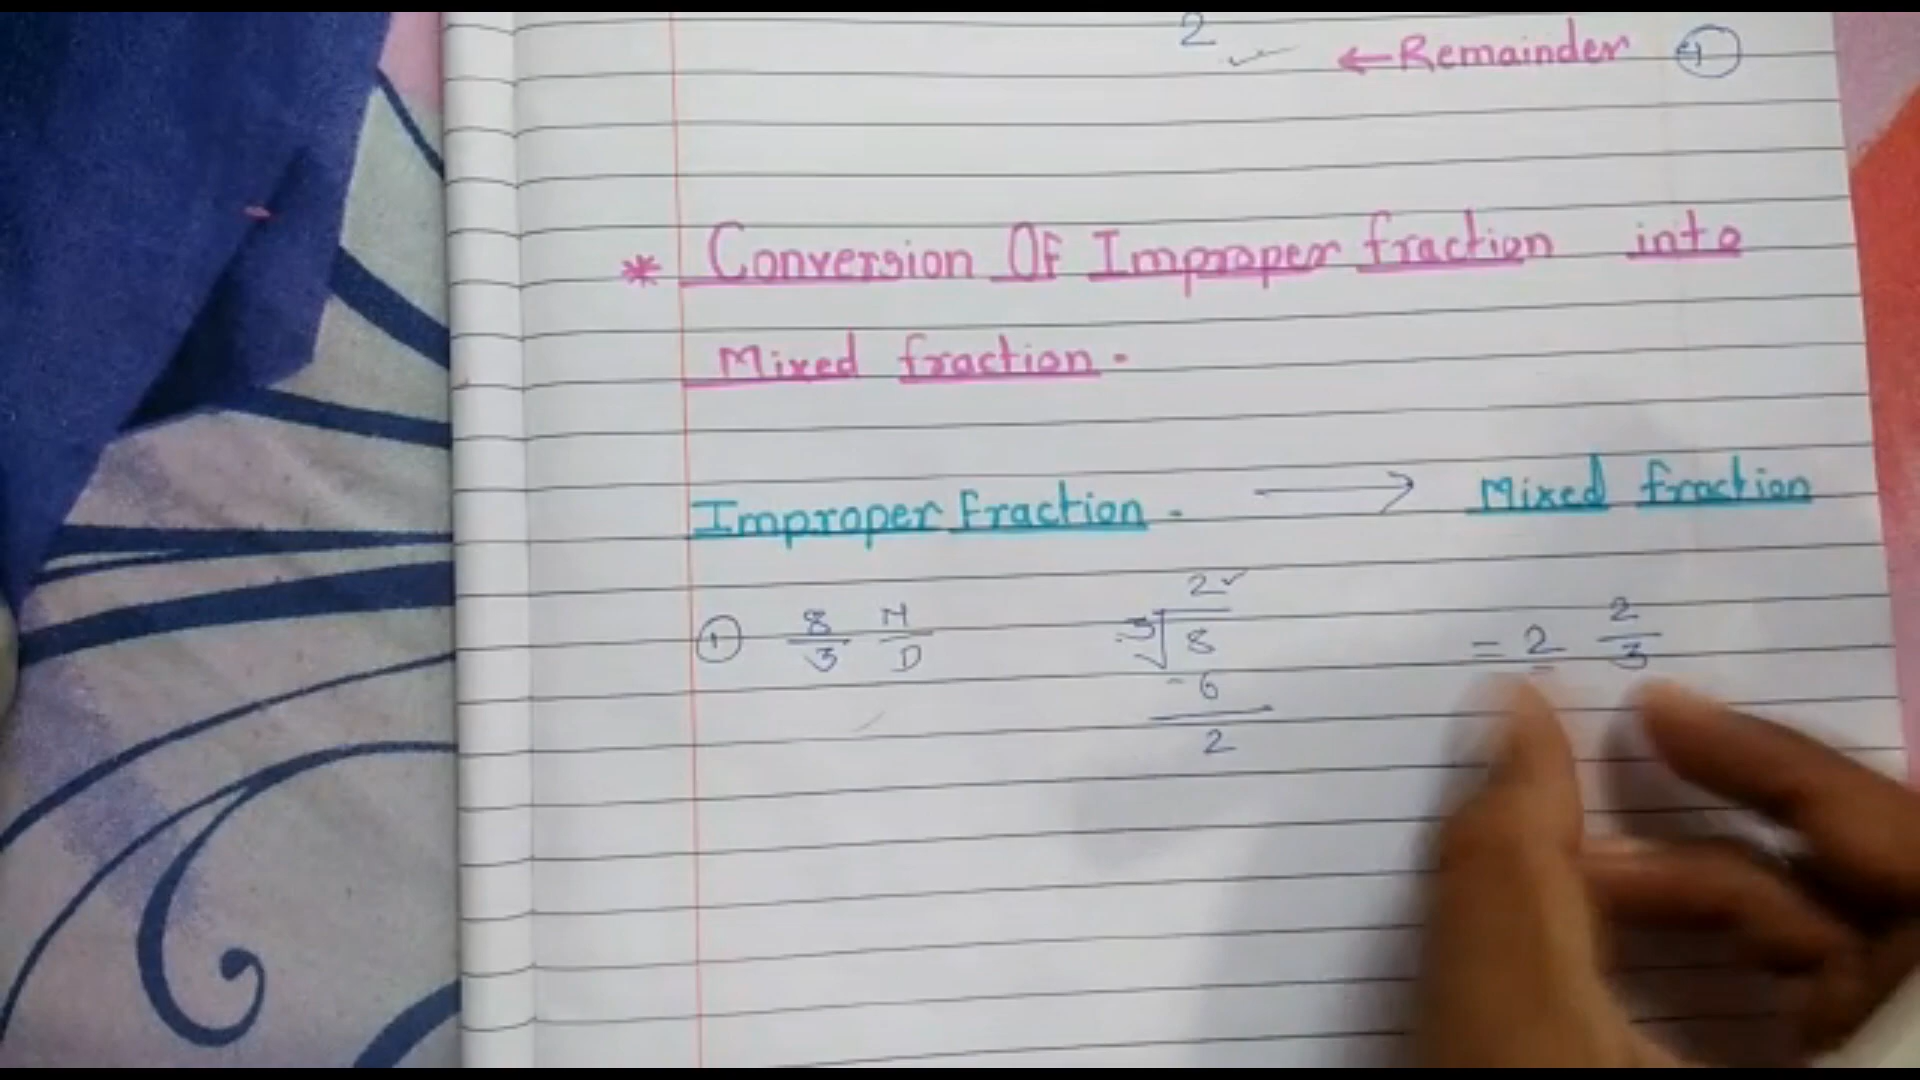 2
← Remainder 4
* Conversion Of Improper fraction into
Mixed fraction.
Improper fraction. → Mixed fraction
① 8/3 N/D
2
3√8
-6
2
= 2 2/3